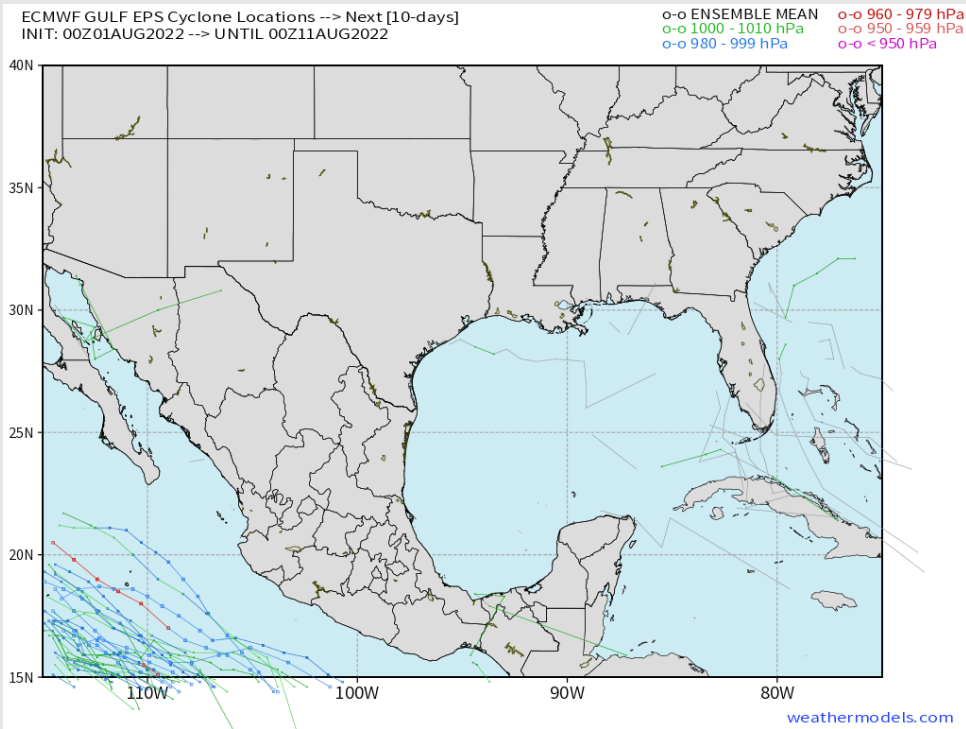 ECMWF GULF EPS Cyclone Locations --> Next [10-days]
INIT: 00Z01AUG2022 --> UNTIL 00Z11AUG2022
o-o ENSEMBLE MEAN
o-o 1000 - 1010 hPa
o-o 980 - 999 hPa
o-o 960 - 979 hPa
o-o 950 - 959 hPa
o-o < 950 hPa
40N
35N
30N
25N
20N
15N
110W 100W 90W 80W
weathermodels.com